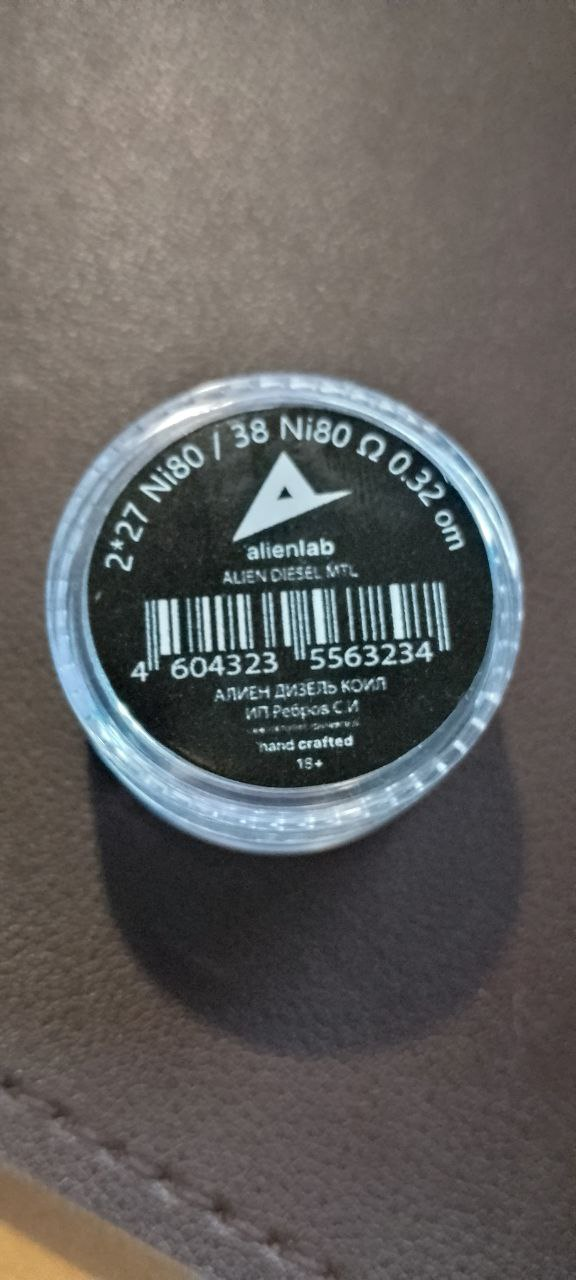 2*27 Ni80 / 38 Ni80 Ω 0.32 om
alienlab
ALIEN DIESEL MTL
4 604323 5563234
АЛИЕН ДИЗЕЛЬ КОИЛ
ИП Ребров С.И
hand crafted
18+